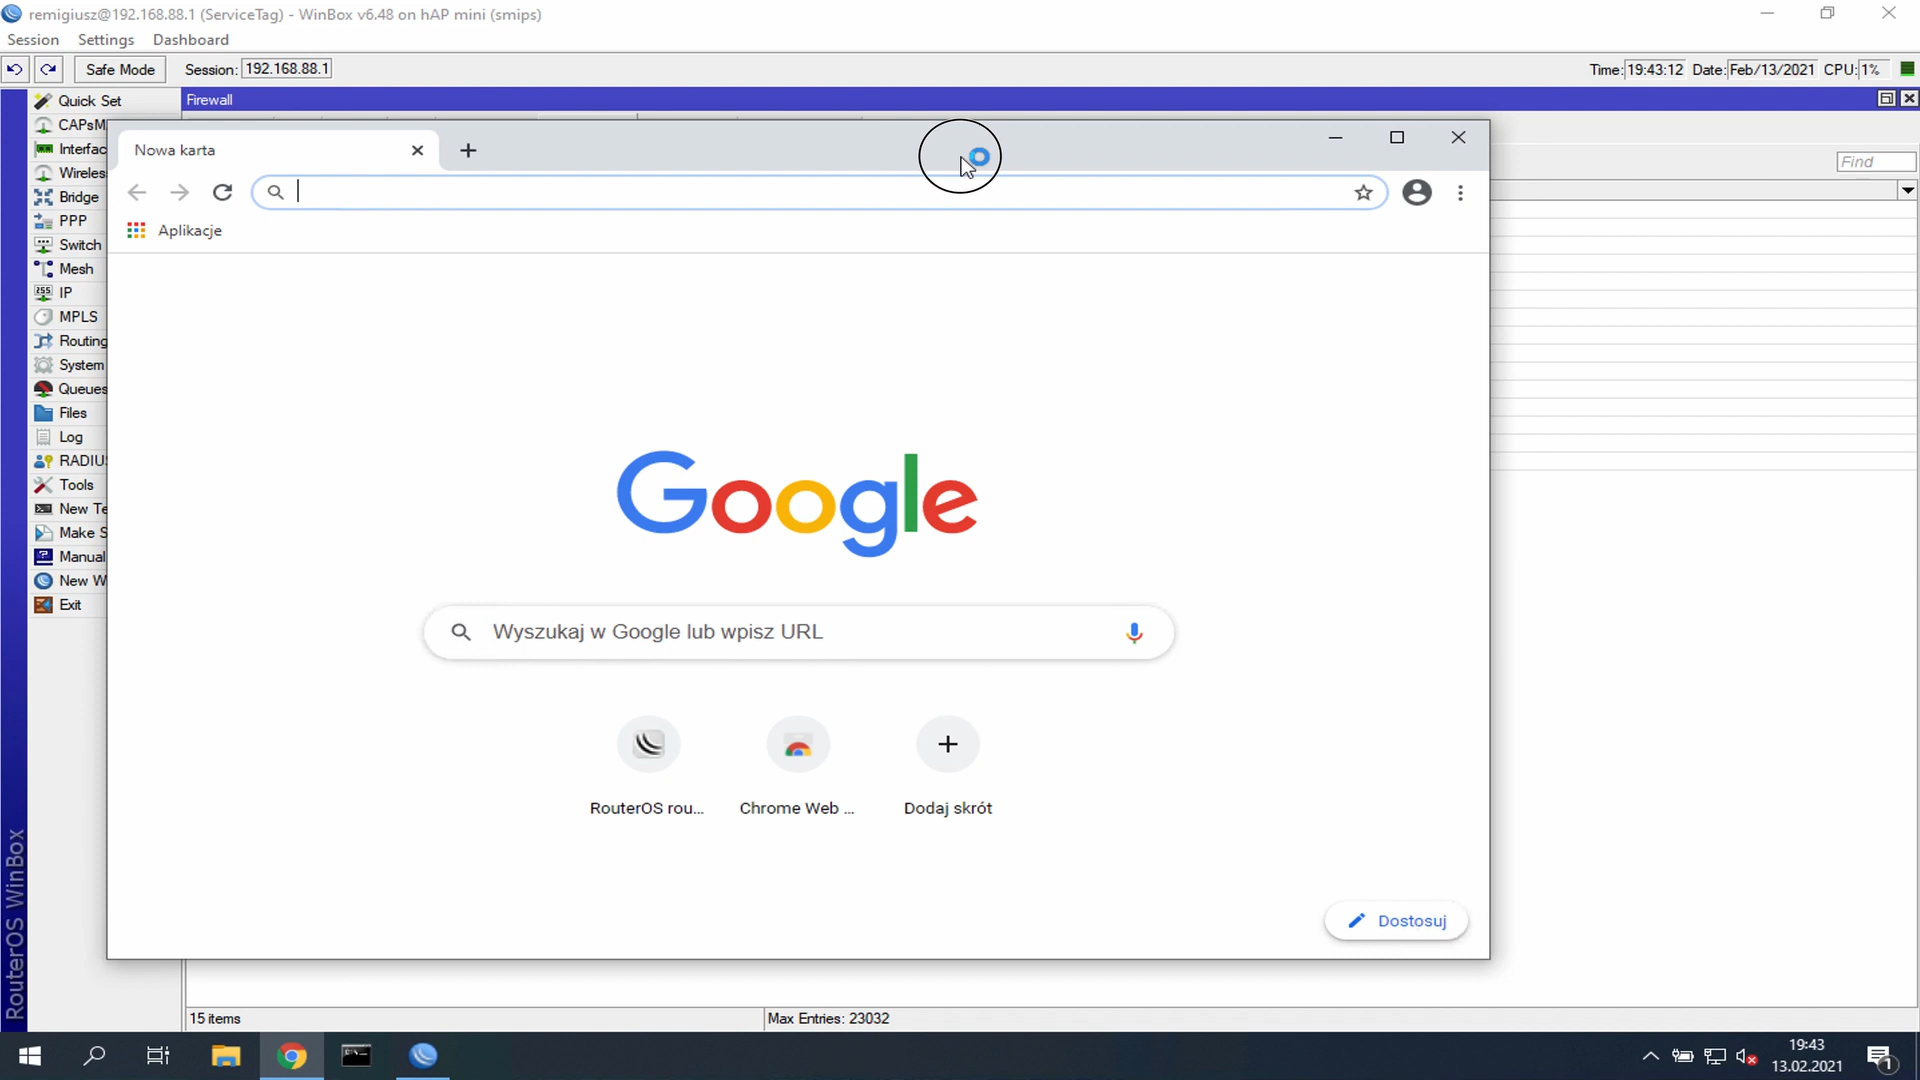 remigiusz@192.168.88.1 (ServiceTag) - WinBox v6.48 on hAP mini (smips)
Session Settings Dashboard
Safe Mode Session: 192.168.88.1 Time: 19:43:12 Date: Feb/13/2021 CPU: 1%
Quick Set
Firewall
CAPsM
Interfac
Wireles
Bridge
PPP
Switch
Mesh
IP
255
MPLS
Routing
System
Queues
Files
Log
RADIUS
Tools
New Te
Make S
Manual
New W
Exit
RouterOS WinBox
Find
Nowa karta
Aplikacje
Google
Wyszukaj w Google lub wpisz URL
RouterOS rou... Chrome Web ... Dodaj skrót
Dostosuj
15 items Max Entries: 23032
19:43
13.02.2021
1